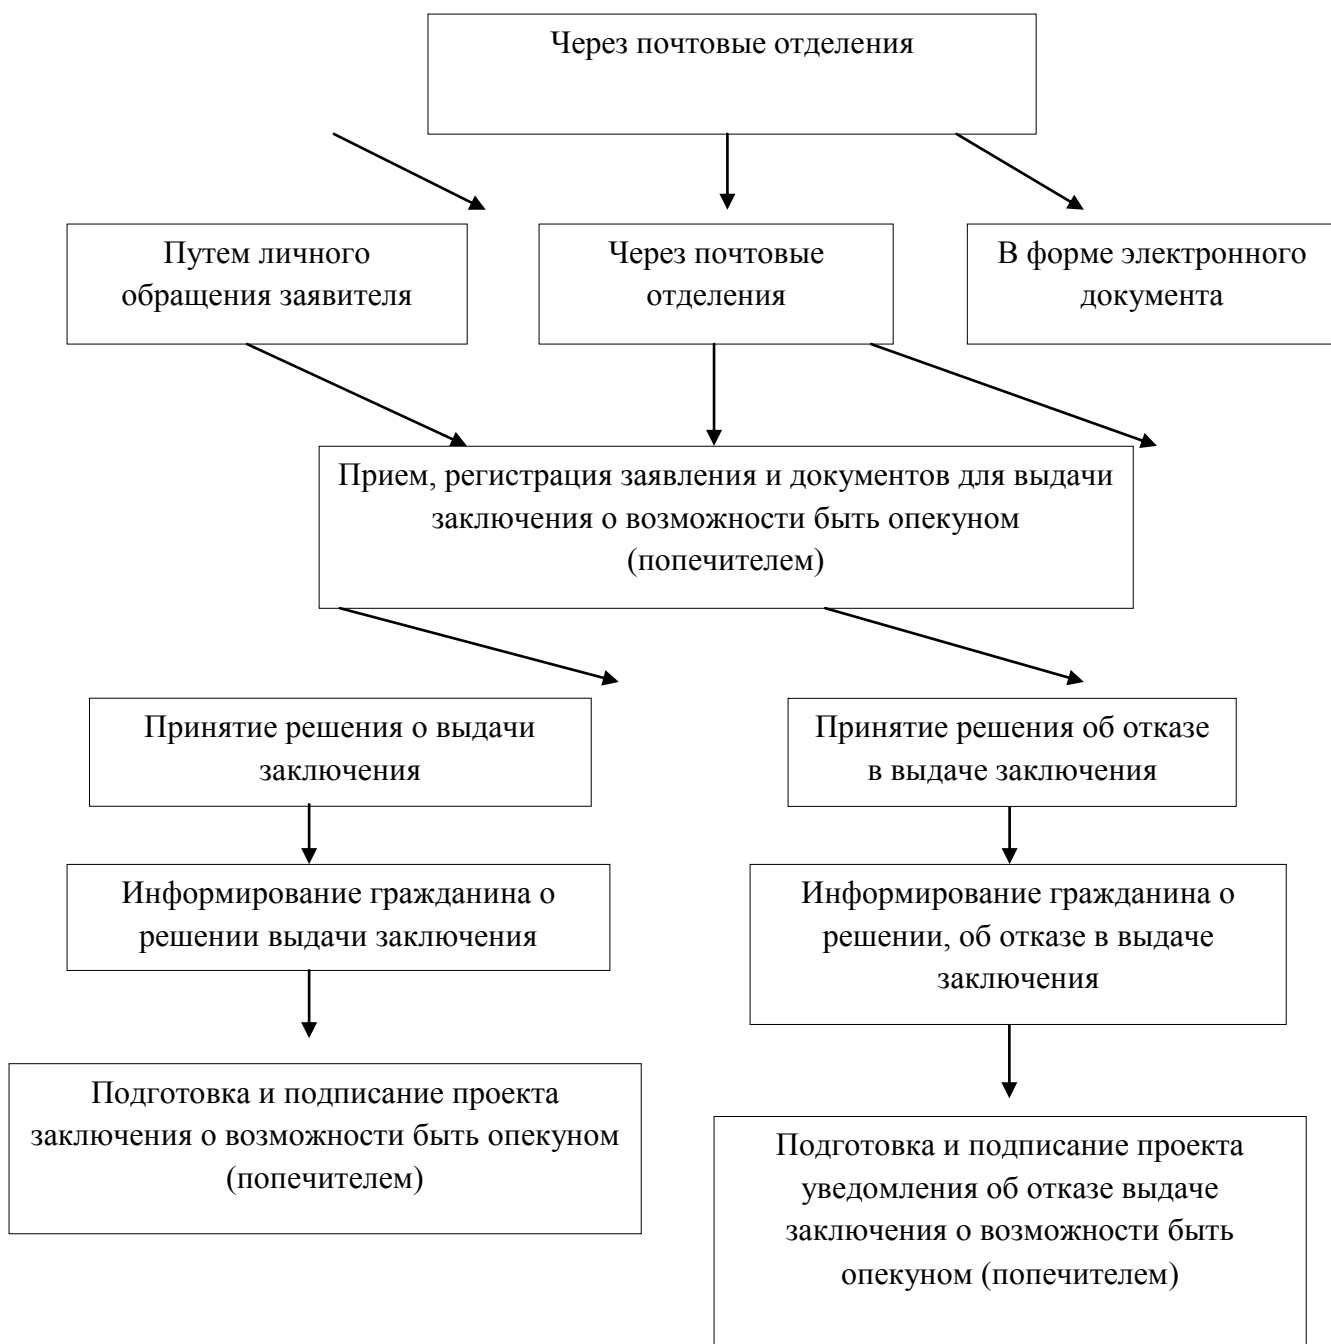 Через почтовые отделения
Путем личного
обращения заявителя
Через почтовые
отделения
В форме электронного
документа
Прием, регистрация заявления и документов для выдачи
заключения о возможности быть опекуном
(попечителем)
Принятие решения о выдачи
заключения
Принятие решения об отказе
в выдаче заключения
Информирование гражданина о
решении выдачи заключения
Информирование гражданина о
решении, об отказе в выдаче
заключения
Подготовка и подписание проекта
заключения о возможности быть опекуном
(попечителем)
Подготовка и подписание проекта
уведомления об отказе выдаче
заключения о возможности быть
опекуном (попечителем)